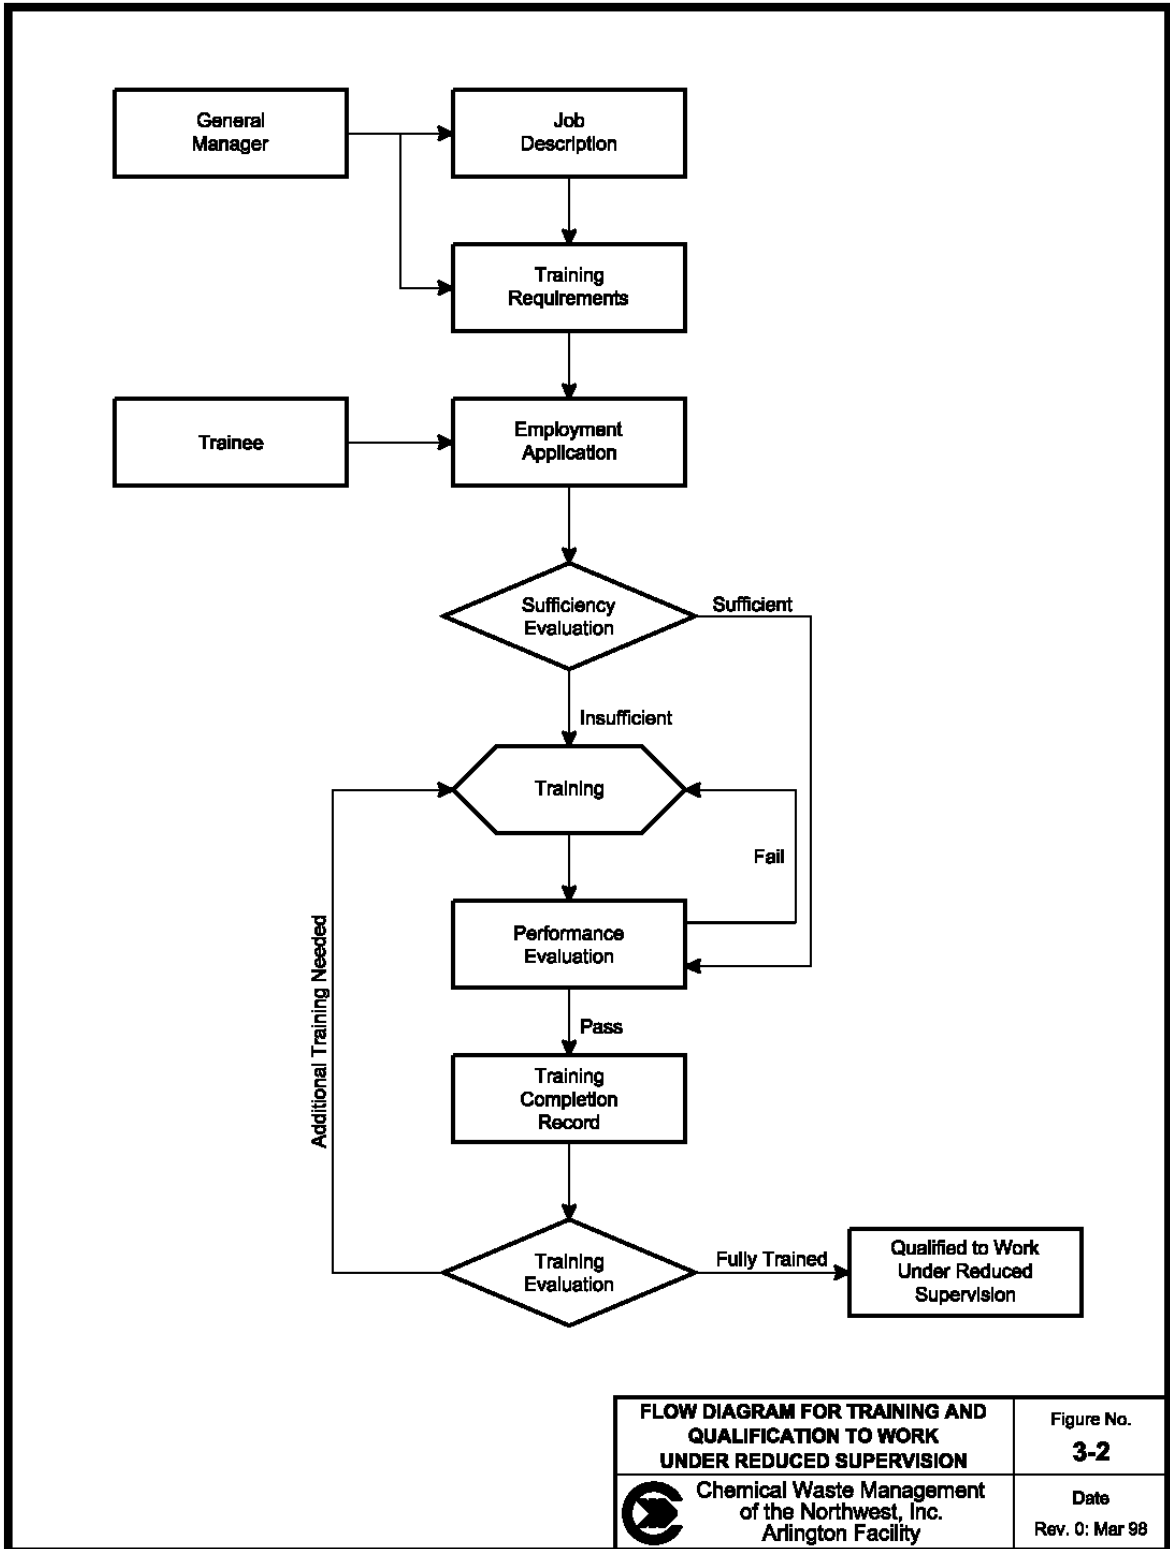 General
Manager
Job
Description
Training
Requirements
Trainee
Employment
Application
Sufficiency
Evaluation
Sufficient
Insufficient
Training
Fail
Additional Training Needed
Performance
Evaluation
Pass
Training
Completion
Record
Training
Evaluation
Fully Trained
Qualified to Work
Under Reduced
Supervision
FLOW DIAGRAM FOR TRAINING AND
QUALIFICATION TO WORK
UNDER REDUCED SUPERVISION
Figure No.
3-2
Chemical Waste Management
of the Northwest, Inc.
Arlington Facility
Date
Rev. 0: Mar 98